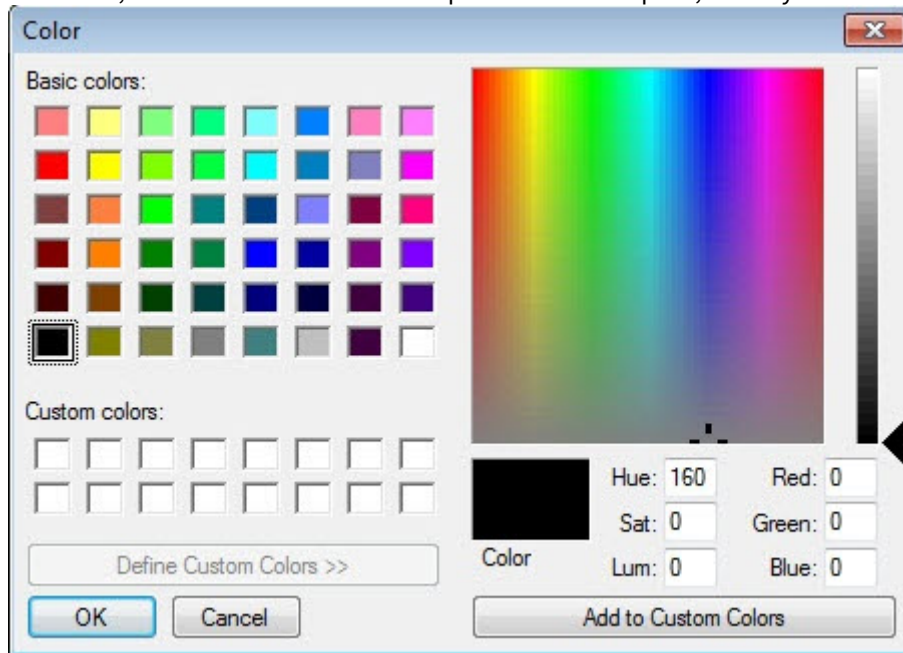 Color
Basic colors:
Custom colors:
Define Custom Colors >>
OK
Cancel
Color
Hue: 160
Red: 0
Sat: 0
Green: 0
Lum: 0
Blue: 0
Add to Custom Colors